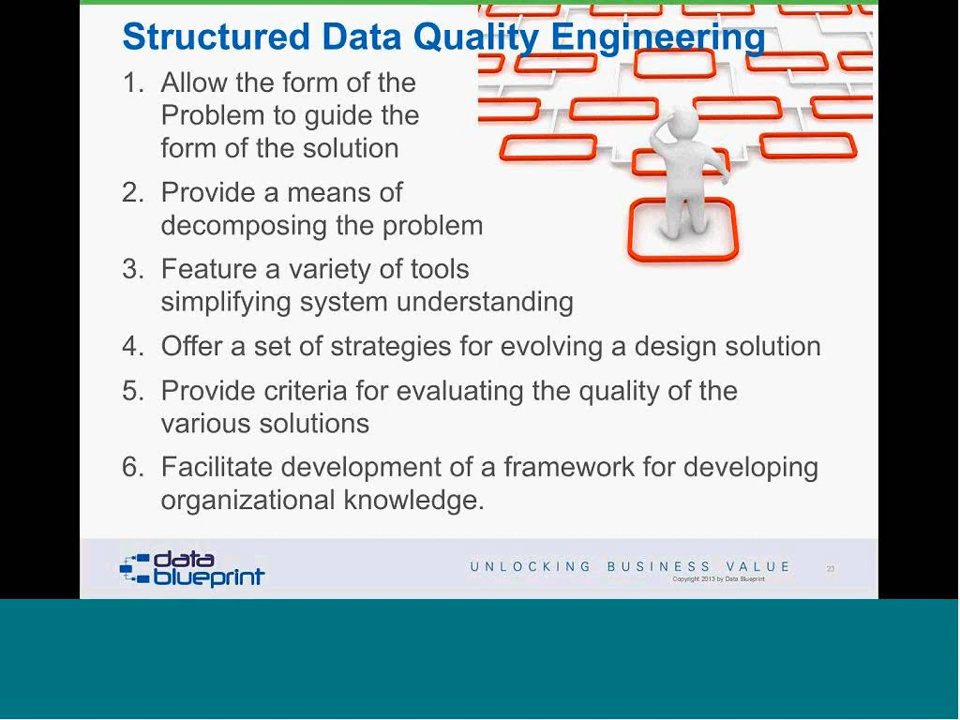 Structured Data Quality Engineering
1. Allow the form of the
Problem to guide the
form of the solution
2. Provide a means of
decomposing the problem
3. Feature a variety of tools
simplifying system understanding
4. Offer a set of strategies for evolving a design solution
5. Provide criteria for evaluating the quality of the
various solutions
6. Facilitate development of a framework for developing
organizational knowledge.
data
blueprint
UNLOCKING BUSINESS VALUE
Copyright 2013 by Data Blueprint
23